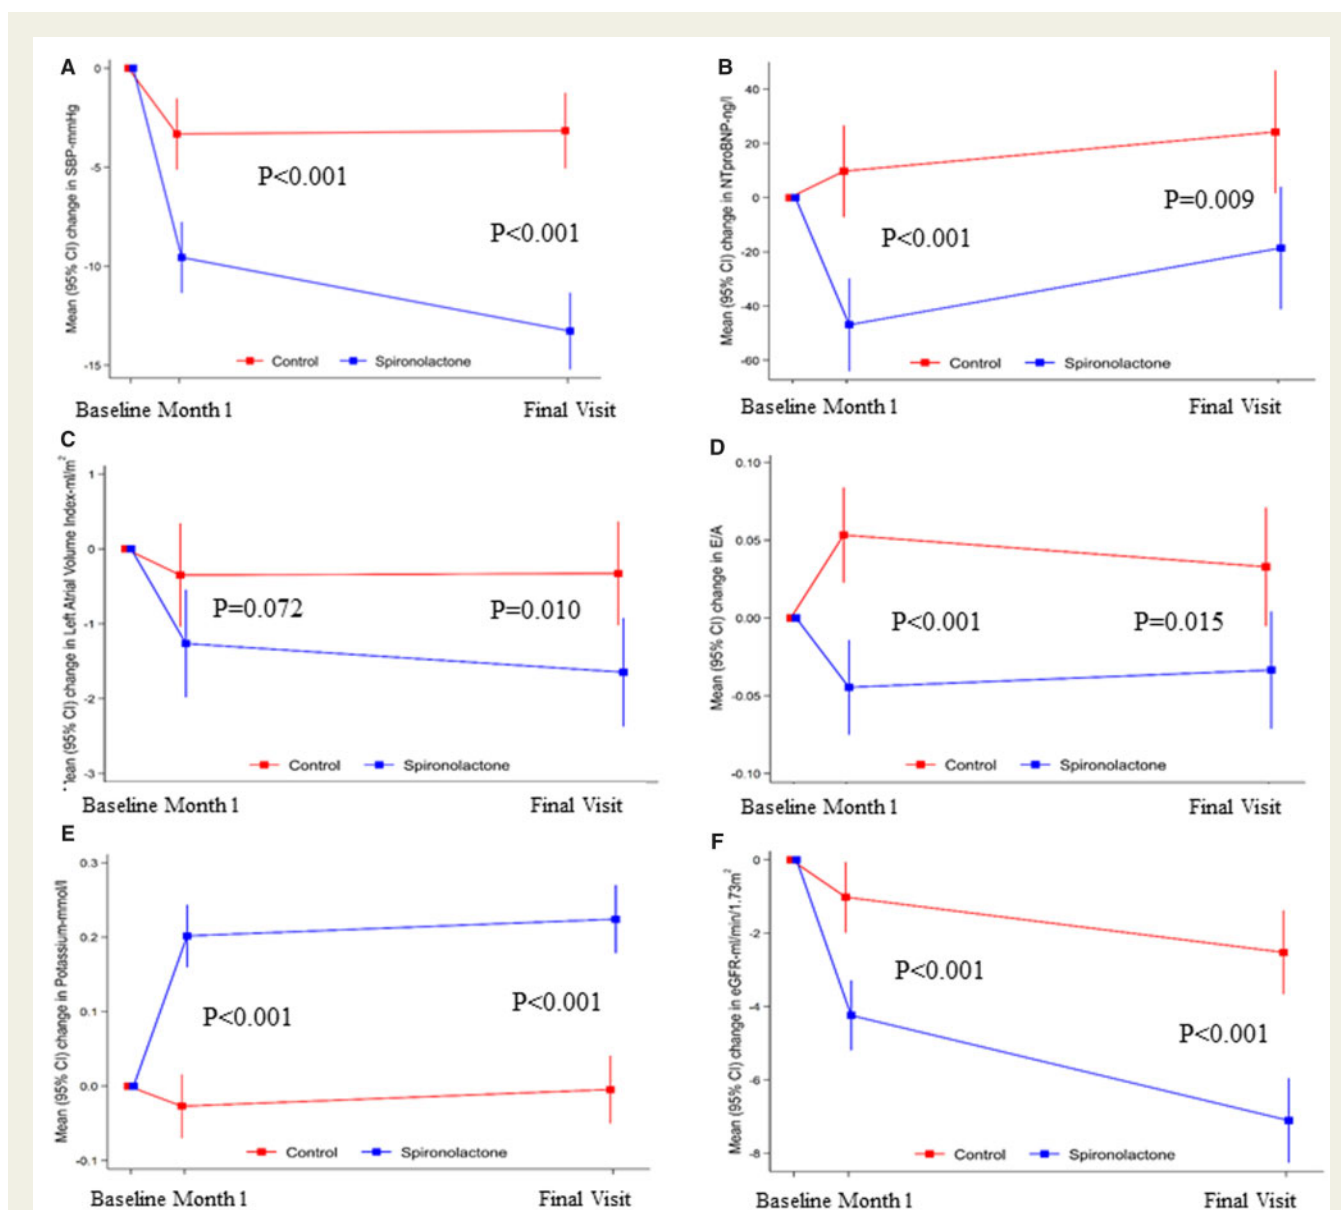 A
Mean (95% CI) change in SBP-mmHg
0
-5
-10
-15
P<0.001
P<0.001
Control Spironolactone
Baseline Month 1 Final Visit
B
Mean (95% CI) change in NTproBNP-ng/l
40
20
0
-20
-40
-60
P<0.001
P=0.009
Control Spironolactone
Baseline Month 1 Final Visit
C
(95% CI) change in Left Atrial Volume Index-ml/m²
1
0
-1
-2
-3
P=0.072
P=0.010
Control Spironolactone
Baseline Month 1 Final Visit
D
Mean (95% CI) change in E/A
0.10
0.05
0.00
-0.05
-0.10
P<0.001
P=0.015
Control Spironolactone
Baseline Month 1 Final Visit
E
Mean (95% CI) change in Potassium-mmol/l
0.3
0.2
0.1
0.0
-0.1
P<0.001
P<0.001
Control Spironolactone
Baseline Month 1 Final Visit
F
Mean (95% CI) change in eGFR-ml/min/1.73m²
0
-2
-4
-6
-8
P<0.001
P<0.001
Control Spironolactone
Baseline Month 1 Final Visit